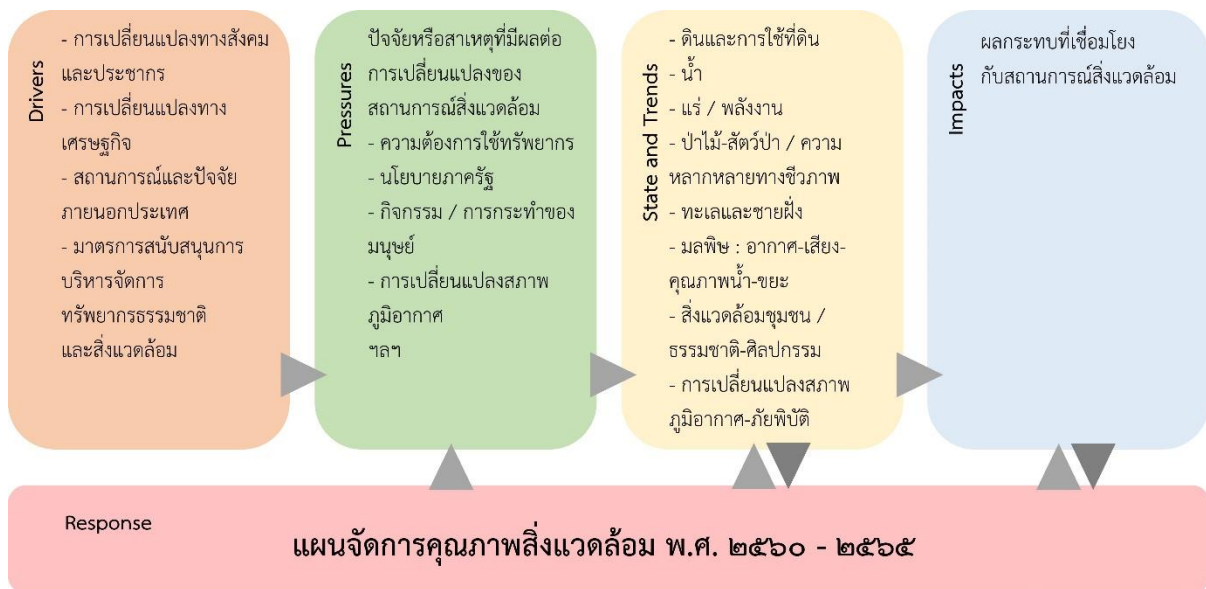 Drivers
- การเปลี่ยนแปลงทางสังคม
และประชากร
- การเปลี่ยนแปลงทาง
เศรษฐกิจ
- สถานการณ์และปัจจัย
ภายนอกประเทศ
- มาตรการสนับสนุนการ
บริหารจัดการ
ทรัพยากรธรรมชาติ
และสิ่งแวดล้อม
Pressures
ปัจจัยหรือสาเหตุที่มีผลต่อ
การเปลี่ยนแปลงของ
สถานการณ์สิ่งแวดล้อม
- ความต้องการใช้ทรัพยากร
- นโยบายภาครัฐ
- กิจกรรม / การกระทำของ
มนุษย์
- การเปลี่ยนแปลงสภาพ
ภูมิอากาศ
ฯลฯ
State and Trends
- ดินและการใช้ที่ดิน
- น้ำ
- แร่ / พลังงาน
- ป่าไม้-สัตว์ป่า / ความ
หลากหลายทางชีวภาพ
- ทะเลและชายฝั่ง
- มลพิษ : อากาศ-เสียง-
คุณภาพน้ำ-ขยะ
- สิ่งแวดล้อมชุมชน /
ธรรมชาติ-ศิลปกรรม
- การเปลี่ยนแปลงสภาพ
ภูมิอากาศ-ภัยพิบัติ
Impacts
ผลกระทบที่เชื่อมโยง
กับสถานการณ์สิ่งแวดล้อม
Response
แผนจัดการคุณภาพสิ่งแวดล้อม พ.ศ. ๒๕๖๐ - ๒๕๖๕